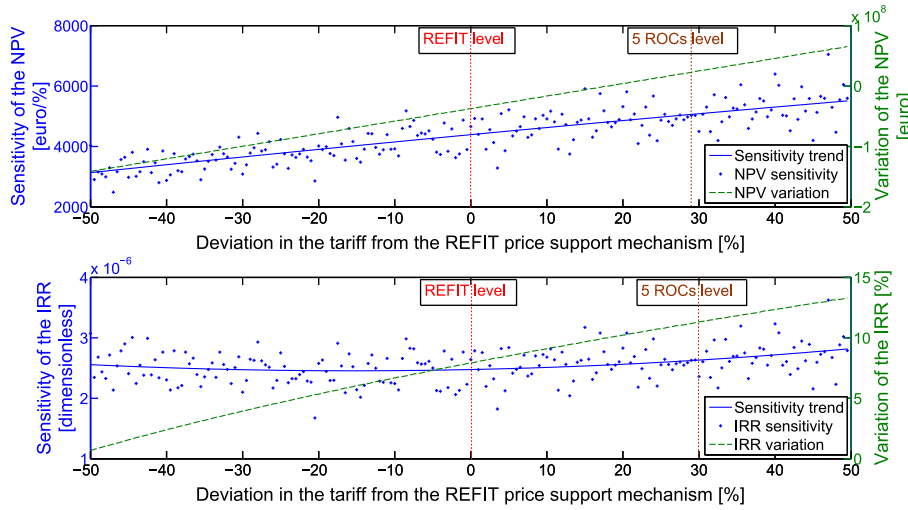 8000
6000
4000
2000
Sensitivity of the NPV
[euro/%]
REFIT level
5 ROCs level
x 10^8
1
0
−1
−2
Variation of the NPV
[euro]
Sensitivity trend
NPV sensitivity
NPV variation
−50 −40 −30 −20 −10 0 10 20 30 40 50
Deviation in the tariff from the REFIT price support mechanism [%]
x 10^−6
4
3
2
1
Sensitivity of the IRR
[dimensionless]
REFIT level
5 ROCs level
15
10
5
0
Variation of the IRR [%]
Sensitivity trend
IRR sensitivity
IRR variation
−50 −40 −30 −20 −10 0 10 20 30 40 50
Deviation in the tariff from the REFIT price support mechanism [%]